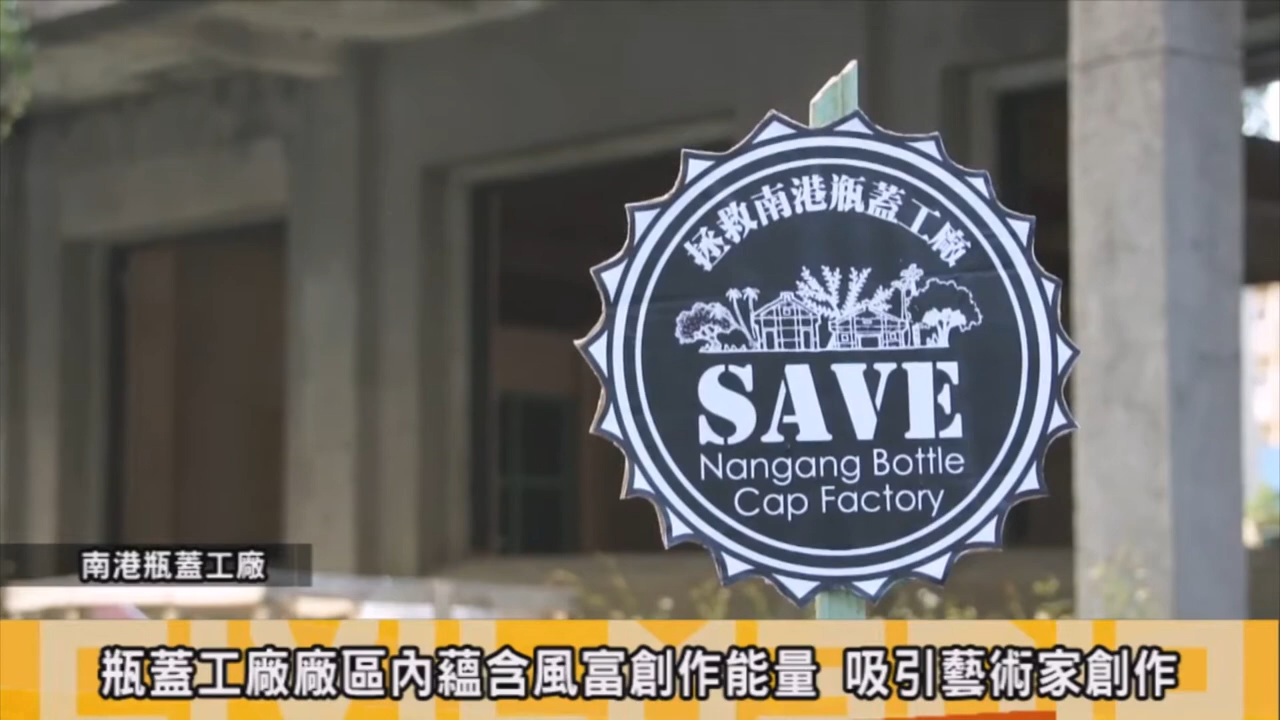 拯救南港瓶蓋工廠
SAVE
Nangang Bottle
Cap Factory
南港瓶蓋工廠
瓶蓋工廠廠區內蘊含風富創作能量 吸引藝術家創作